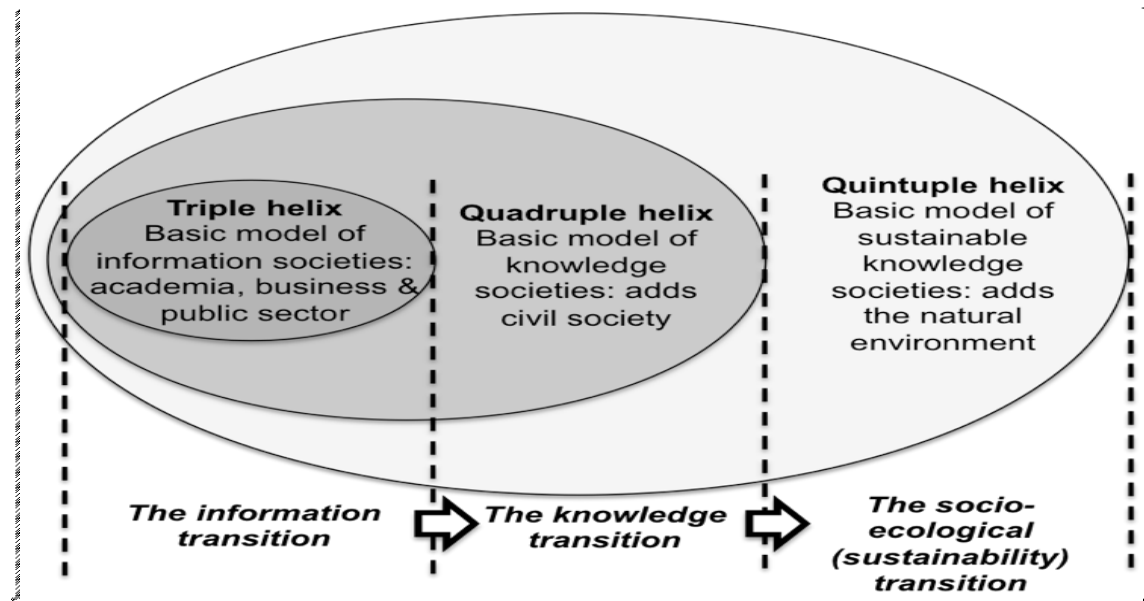 Triple helix
Basic model of
information societies:
academia, business &
public sector
Quadruple helix
Basic model of
knowledge
societies: adds
civil society
Quintuple helix
Basic model of
sustainable
knowledge
societies: adds
the natural
environment
The information
transition
The knowledge
transition
The socio-
ecological
(sustainability)
transition